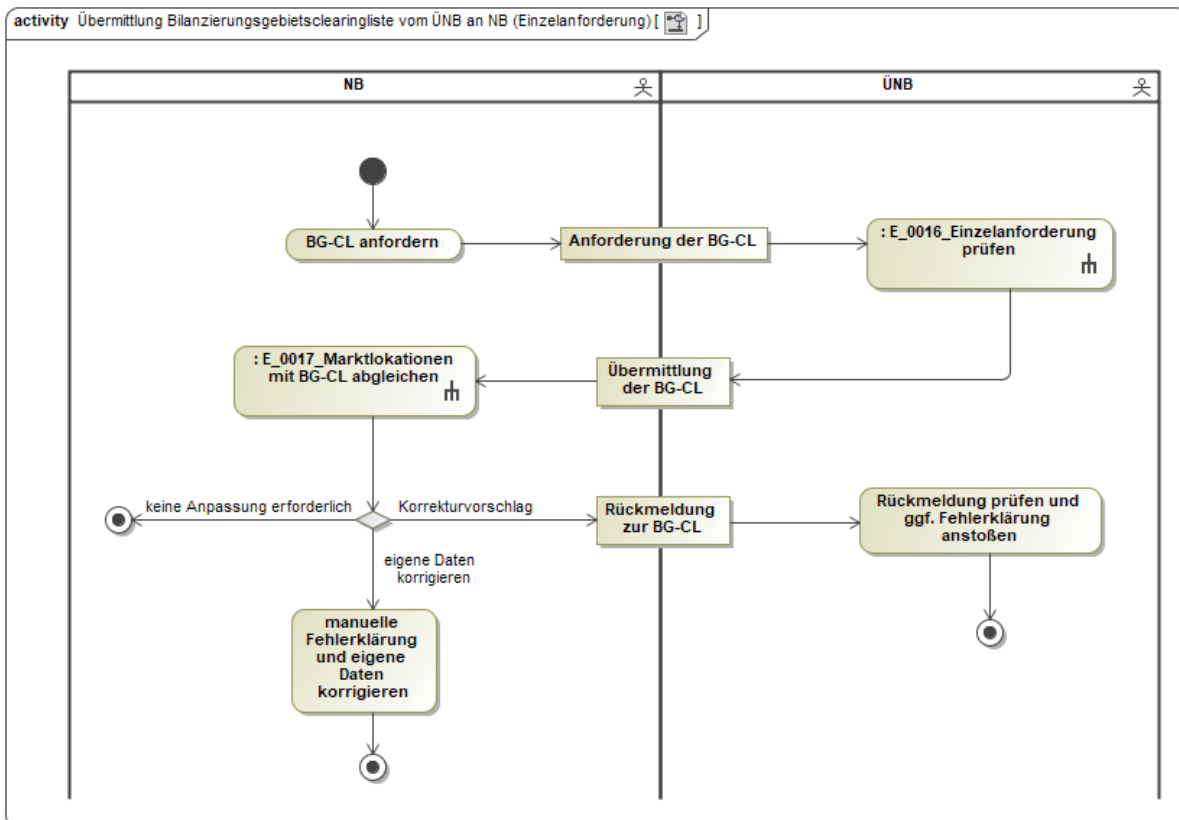 activity Übermittlung Bilanzierungsgebietsclearingliste vom ÜNB an NB (Einzelanforderung) [ ]
NB
ÜNB
BG-CL anfordern
Anforderung der BG-CL
: E_0016_Einzelanforderung
prüfen
: E_0017_Marktlokationen
mit BG-CL abgleichen
Übermittlung
der BG-CL
keine Anpassung erforderlich
Korrekturvorschlag
Rückmeldung
zur BG-CL
Rückmeldung prüfen und
ggf. Fehlerklärung
anstoßen
eigene Daten
korrigieren
manuelle
Fehlerklärung
und eigene
Daten
korrigieren